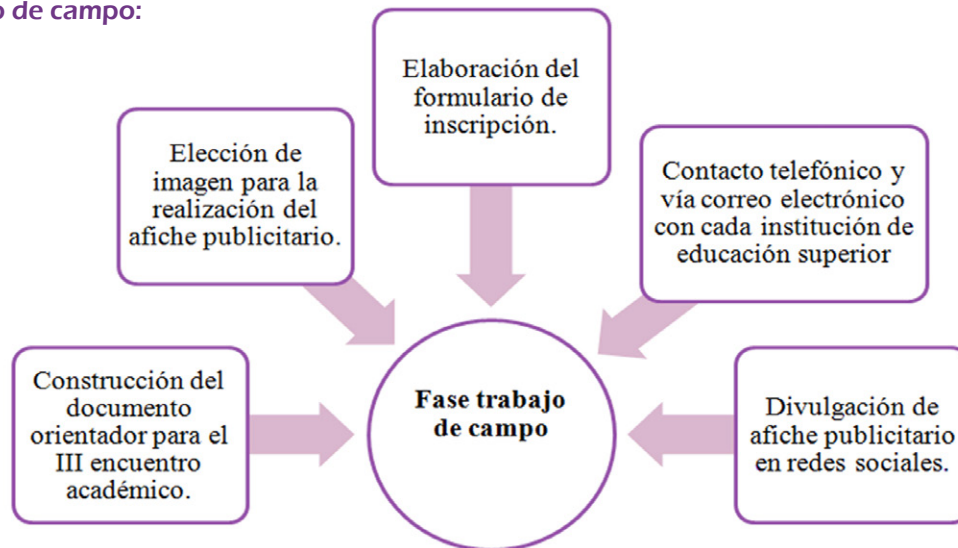 o de campo:
Elaboración del
formulario de
inscripción.
Elección de
imagen para la
realización del
afiche publicitario.
Contacto telefónico y
vía correo electrónico
con cada institución de
educación superior
Construcción del
documento
orientador para el
III encuentro
académico.
Fase trabajo
de campo
Divulgación de
afiche publicitario
en redes sociales.